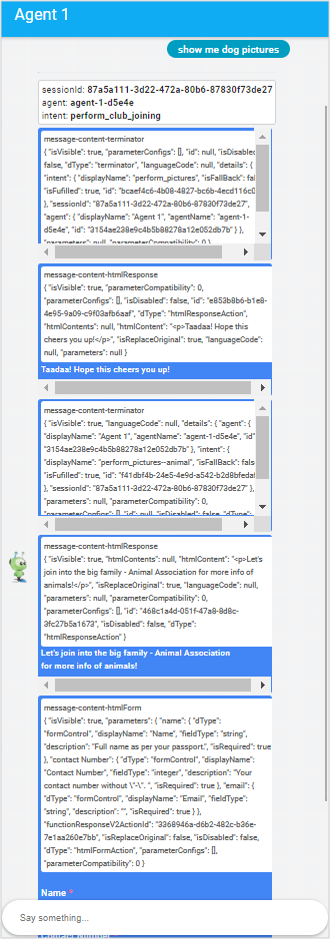 Agent 1
show me dog pictures
sessionId: 87a5a111-3d22-472a-80b6-87830f73de27
agent: agent-1-d5e4e
intent: perform_club_joining
message-content-terminator
{ "isVisible": true, "parameterConfigs": [], "id": null, "isDisabled":
false, "dType": "terminator", "languageCode": null, "details": {
"intent": { "displayName": "perform_pictures", "isFallBack": false,
"isFufilled": true, "id": "bcaef4c6-4b08-4827-bc6b-4ecd116c0
}, "sessionId": "87a5a111-3d22-472a-80b6-87830f73de27",
"agent": { "displayName": "Agent 1", "agentName": "agent-1-
d5e4e", "id": "3154ae238e9c4b5b88278a12e052db7b" } },
"parameters": null, "parameterCompatibility": 0 }
message-content-htmlResponse
{ "isVisible": true, "parameterCompatibility": 0,
"parameterConfigs": [], "isDisabled": false, "id": "e853b8b6-b1e8-
4e95-9a09-c9f03afb6aaf", "dType": "htmlResponseAction",
"htmlContents": null, "htmlContent": "<p>Taadaa! Hope this
cheers you up!</p>", "isReplaceOriginal": true, "languageCode":
null, "parameters": null }
Taadaa! Hope this cheers you up!
message-content-terminator
{ "isVisible": true, "languageCode": null, "details": { "agent": {
"displayName": "Agent 1", "agentName": "agent-1-d5e4e", "id":
"3154ae238e9c4b5b88278a12e052db7b" }, "intent": {
"displayName": "perform_pictures--animal", "isFallBack": false,
"isFufilled": true, "id": "f41dbf4b-24e5-4e9d-a542-b2d8bfeda
}, "sessionId": "87a5a111-3d22-472a-80b6-87830f73de27" },
"parameters": null, "parameterCompatibility": 0,
"parameterConfigs": [], "id": null, "isDisabled": false, "dType":
message-content-htmlResponse
{ "isVisible": true, "htmlContents": null, "htmlContent": "<p>Let's
join into the big family - Animal Association for more info of
animals!</p>", "isReplaceOriginal": true, "languageCode":
null, "parameters": null, "parameterCompatibility": 0,
"parameterConfigs": [], "id": "468c1a4d-051f-47a8-8d8c-
3fc27b5a1673", "isDisabled": false, "dType":
"htmlResponseAction" }
Let's join into the big family - Animal Association
for more info of animals!
message-content-htmlForm
{ "isVisible": true, "parameters": { "name": { "dType":
"formControl", "displayName": "Name", "fieldType": "string",
"description": "Full name as per your passport.", "isRequired": true
}, "contact Number": { "dType": "formControl", "displayName":
"Contact Number", "fieldType": "integer", "description": "Your
contact number without \"-\". ", "isRequired": true }, "email": {
"dType": "formControl", "displayName": "Email", "fieldType":
"string", "description": "", "isRequired": true } },
"functionResponseV2ActionId": "3368946a-d6b2-482c-b36e-
7e1aa260e7bb", "isReplaceOriginal": false, "isDisabled": false,
"dType": "htmlFormAction", "parameterConfigs": [],
"parameterCompatibility": 0 }
Name *
Say something...
Contact Number